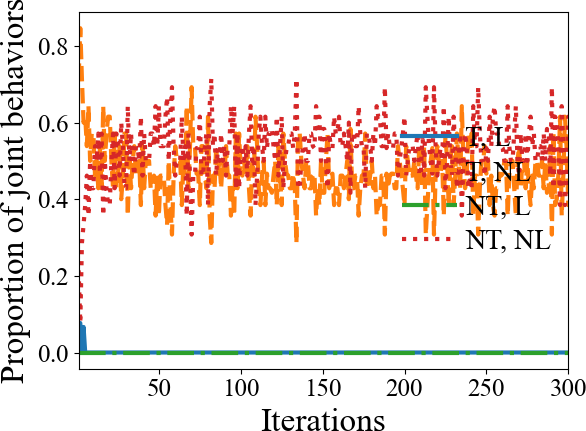 Proportion of joint behaviors
0.8
0.6
0.4
0.2
0.0
T, L
T, NL
NT, L
NT, NL
50
100
150
200
250
300
Iterations